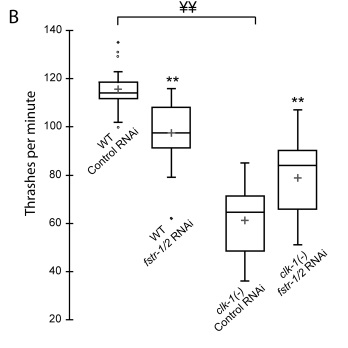 B
¥¥
140
120
100
80
60
40
20
Thrashes per minute
**
**
WT
Control RNAi
WT
fstr-1/2 RNAi
clk-1(-)
Control RNAi
clk-1(-)
fstr-1/2 RNAi